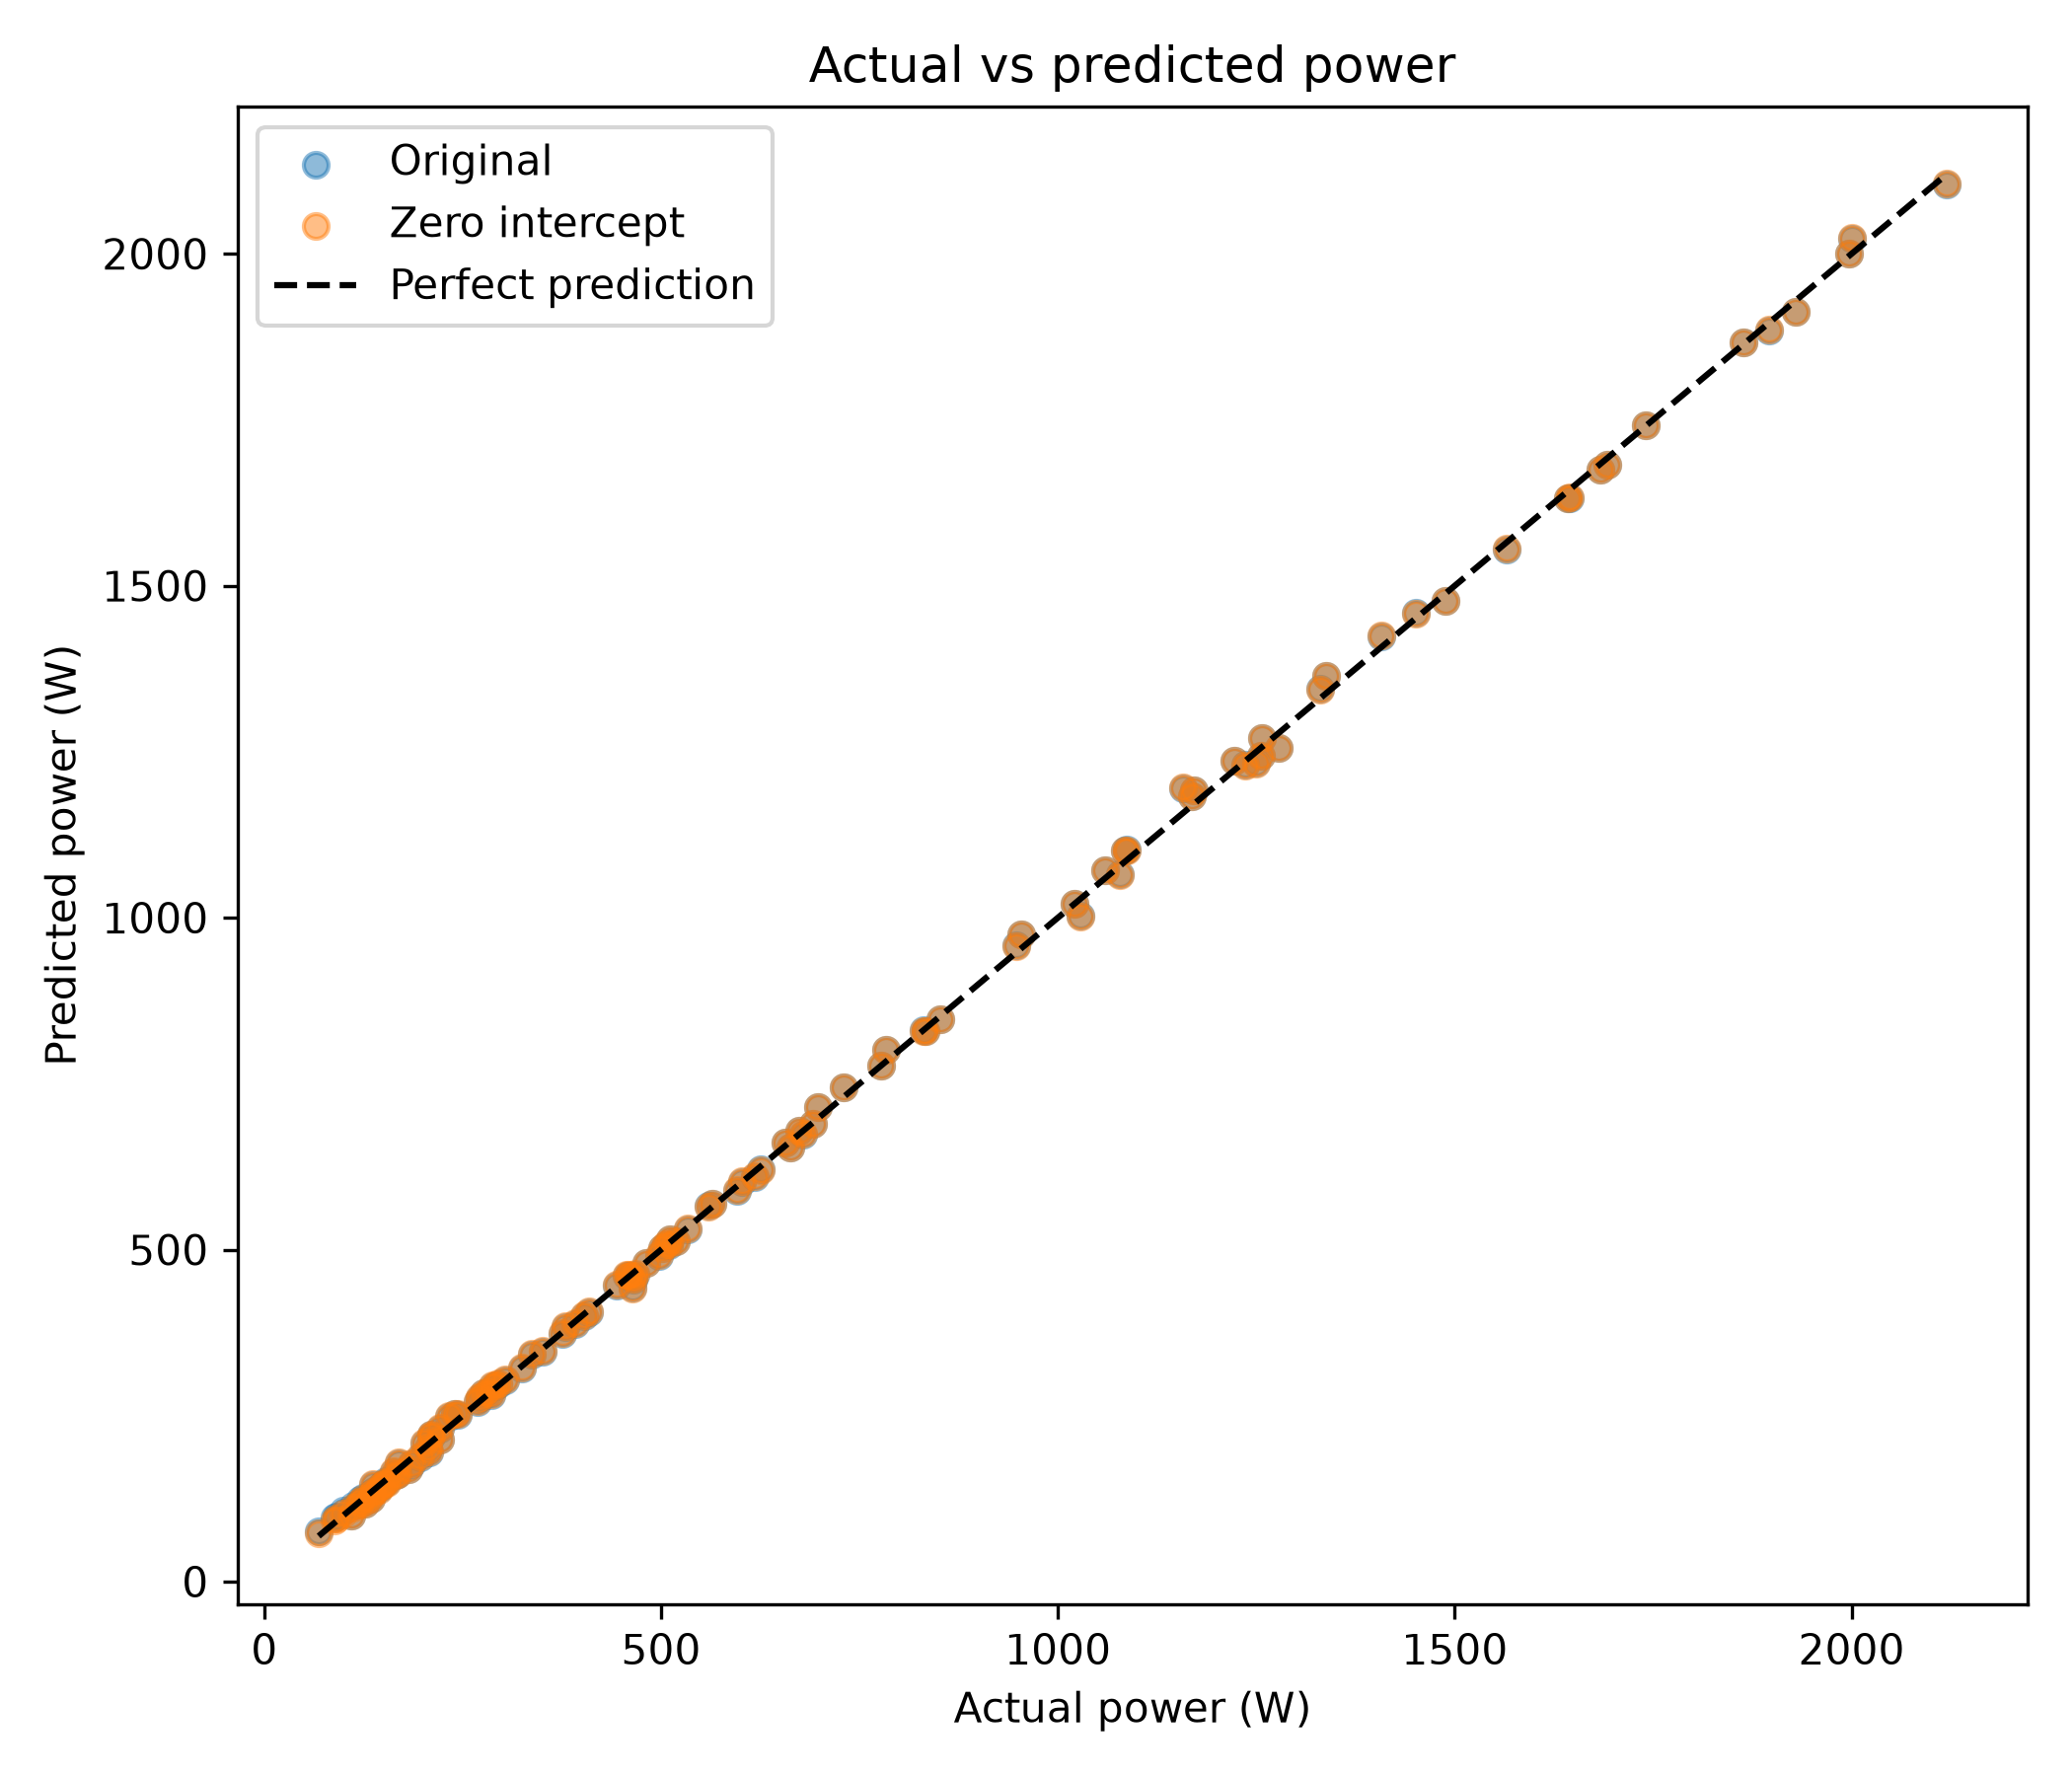 Actual vs predicted power
Original
Zero intercept
Perfect prediction
2000
1500
1000
500
0
Predicted power (W)
0 500 1000 1500 2000
Actual power (W)